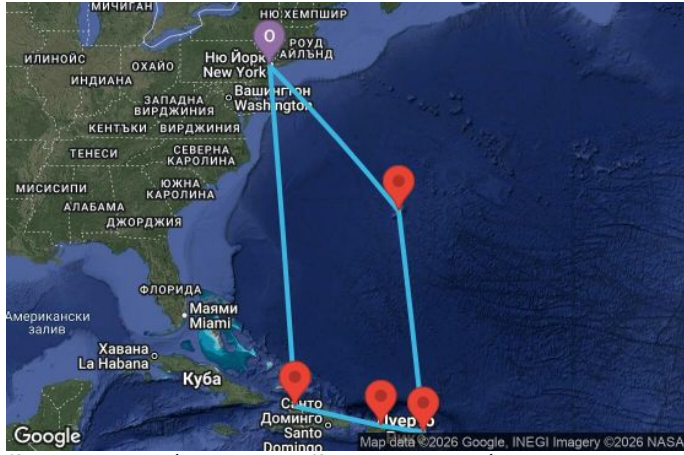 МИЧИГАН
НЮ ХЕМПШИР
O
РОУД
АЙЛЪНД
ИЛИНОЙС
ОХАЙО
Ню Йорк
New York
ИНДИАНА
Вашингтон
Washington
ЗАПАДНА
ВИРДЖИНИЯ
КЕНТЪКИ
ВИРДЖИНИЯ
ТЕНЕСИ
СЕВЕРНА
КАРОЛИНА
МИСИСИПИ
ЮЖНА
КАРОЛИНА
АЛАБАМА
ДЖОРДЖИЯ
ФЛОРИДА
Маями
Miami
Американски
залив
Хавана
La Habana
Куба
Санто
Доминго
Santo
Domingo
Google
Map data ©2026 Google, INEGI Imagery ©2026 NASA